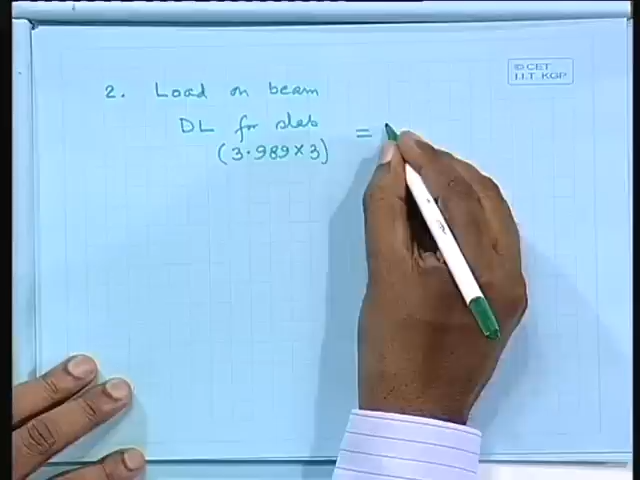 © CET
I.I.T. KGP
2. Load on beam
DL for slab =
(3.989×3)